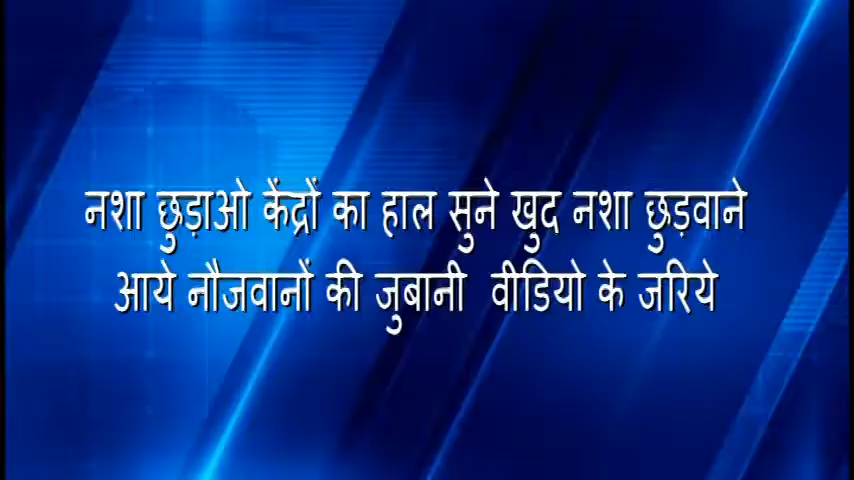 नशा छुड़ाओ केंद्रों का हाल सुने खुद नशा छुड़वाने
आये नौजवानों की जुबानी वीडियो के जरिये